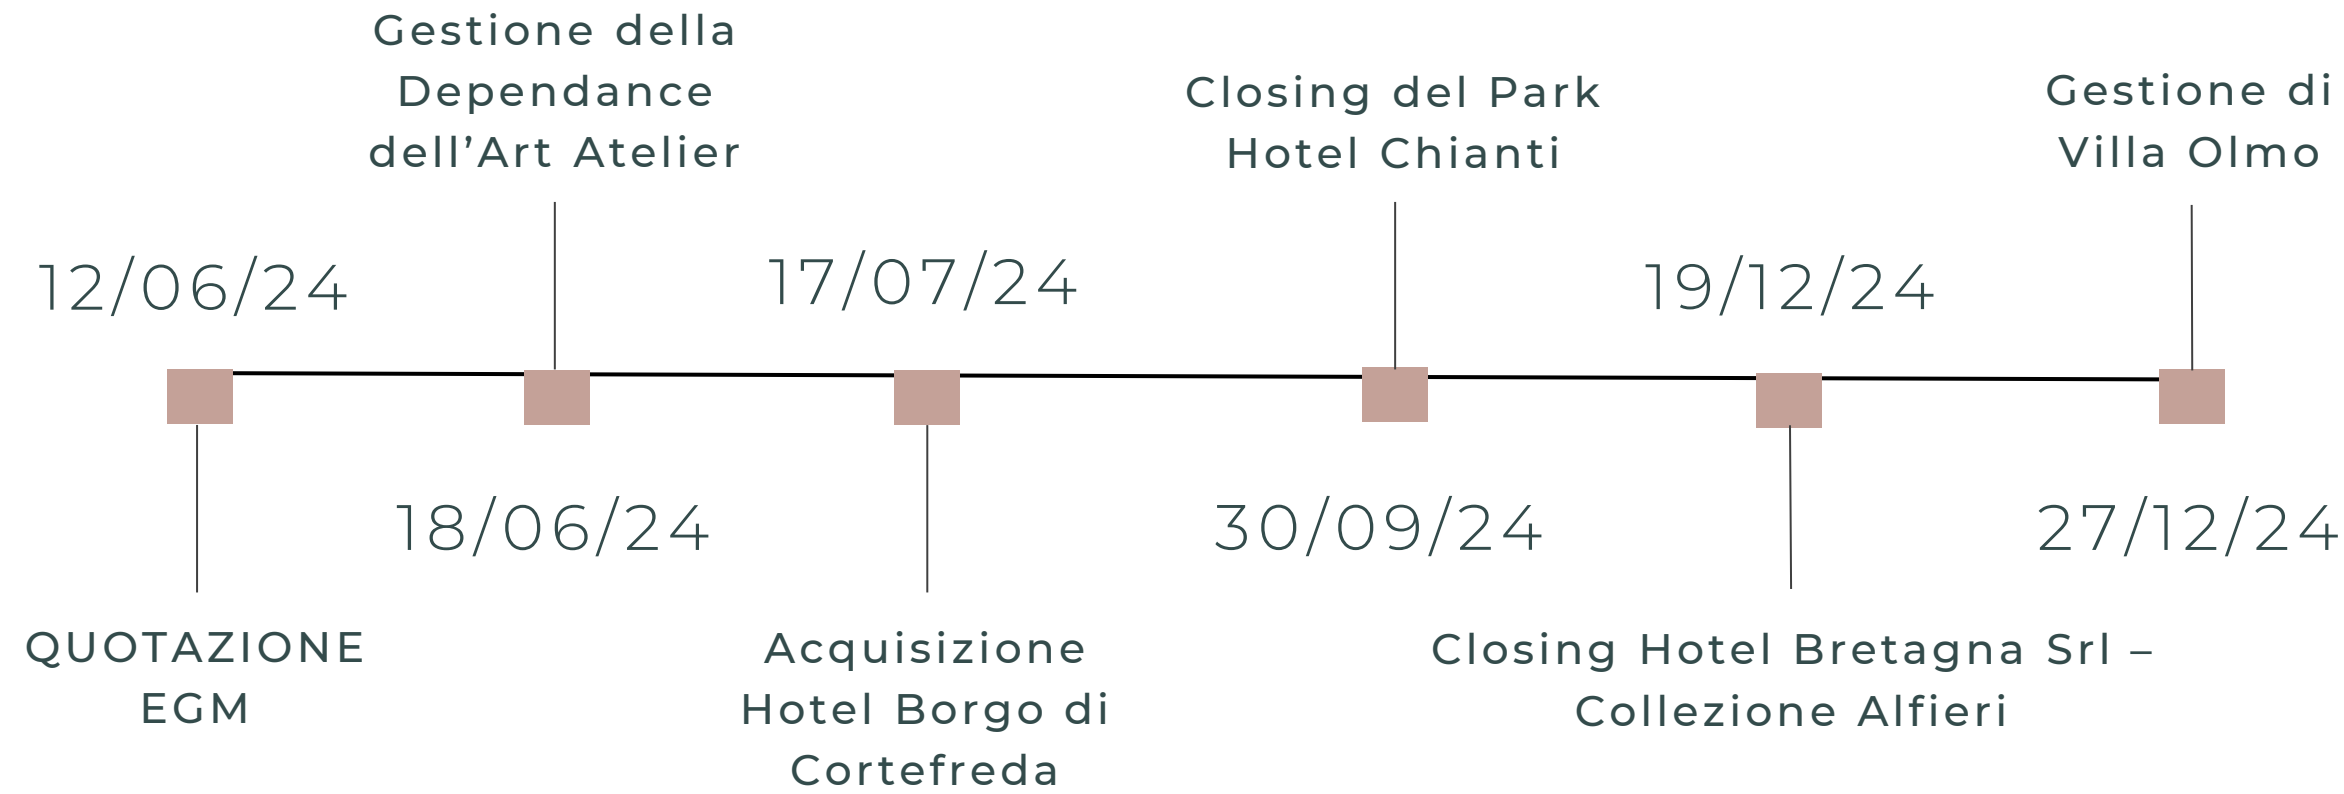 12/06/24
QUOTAZIONE
EGM
Gestione della
Dependance
dell’Art Atelier
18/06/24
17/07/24
Acquisizione
Hotel Borgo di
Cortefreda
Closing del Park
Hotel Chianti
30/09/24
19/12/24
Closing Hotel Bretagna Srl –
Collezione Alfieri
Gestione di
Villa Olmo
27/12/24